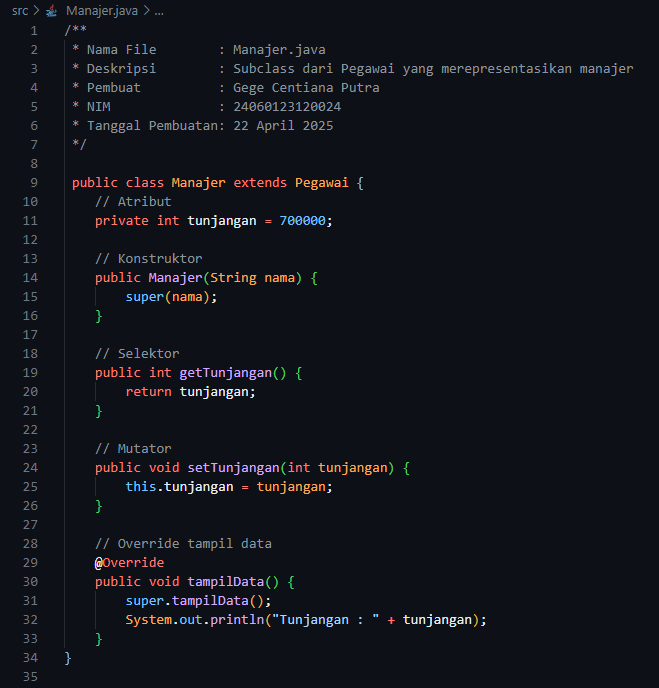 src > Manajer.java > ...
1 /**
2  * Nama File        : Manajer.java
3  * Deskripsi        : Subclass dari Pegawai yang merepresentasikan manajer
4  * Pembuat          : Gege Centiana Putra
5  * NIM              : 24060123120024
6  * Tanggal Pembuatan: 22 April 2025
7  */
8
9  public class Manajer extends Pegawai {
10     // Atribut
11     private int tunjangan = 700000;
12
13     // Konstruktor
14     public Manajer(String nama) {
15         super(nama);
16     }
17
18     // Selektor
19     public int getTunjangan() {
20         return tunjangan;
21     }
22
23     // Mutator
24     public void setTunjangan(int tunjangan) {
25         this.tunjangan = tunjangan;
26     }
27
28     // Override tampil data
29     @Override
30     public void tampilData() {
31         super.tampilData();
32         System.out.println("Tunjangan : " + tunjangan);
33     }
34 }
35